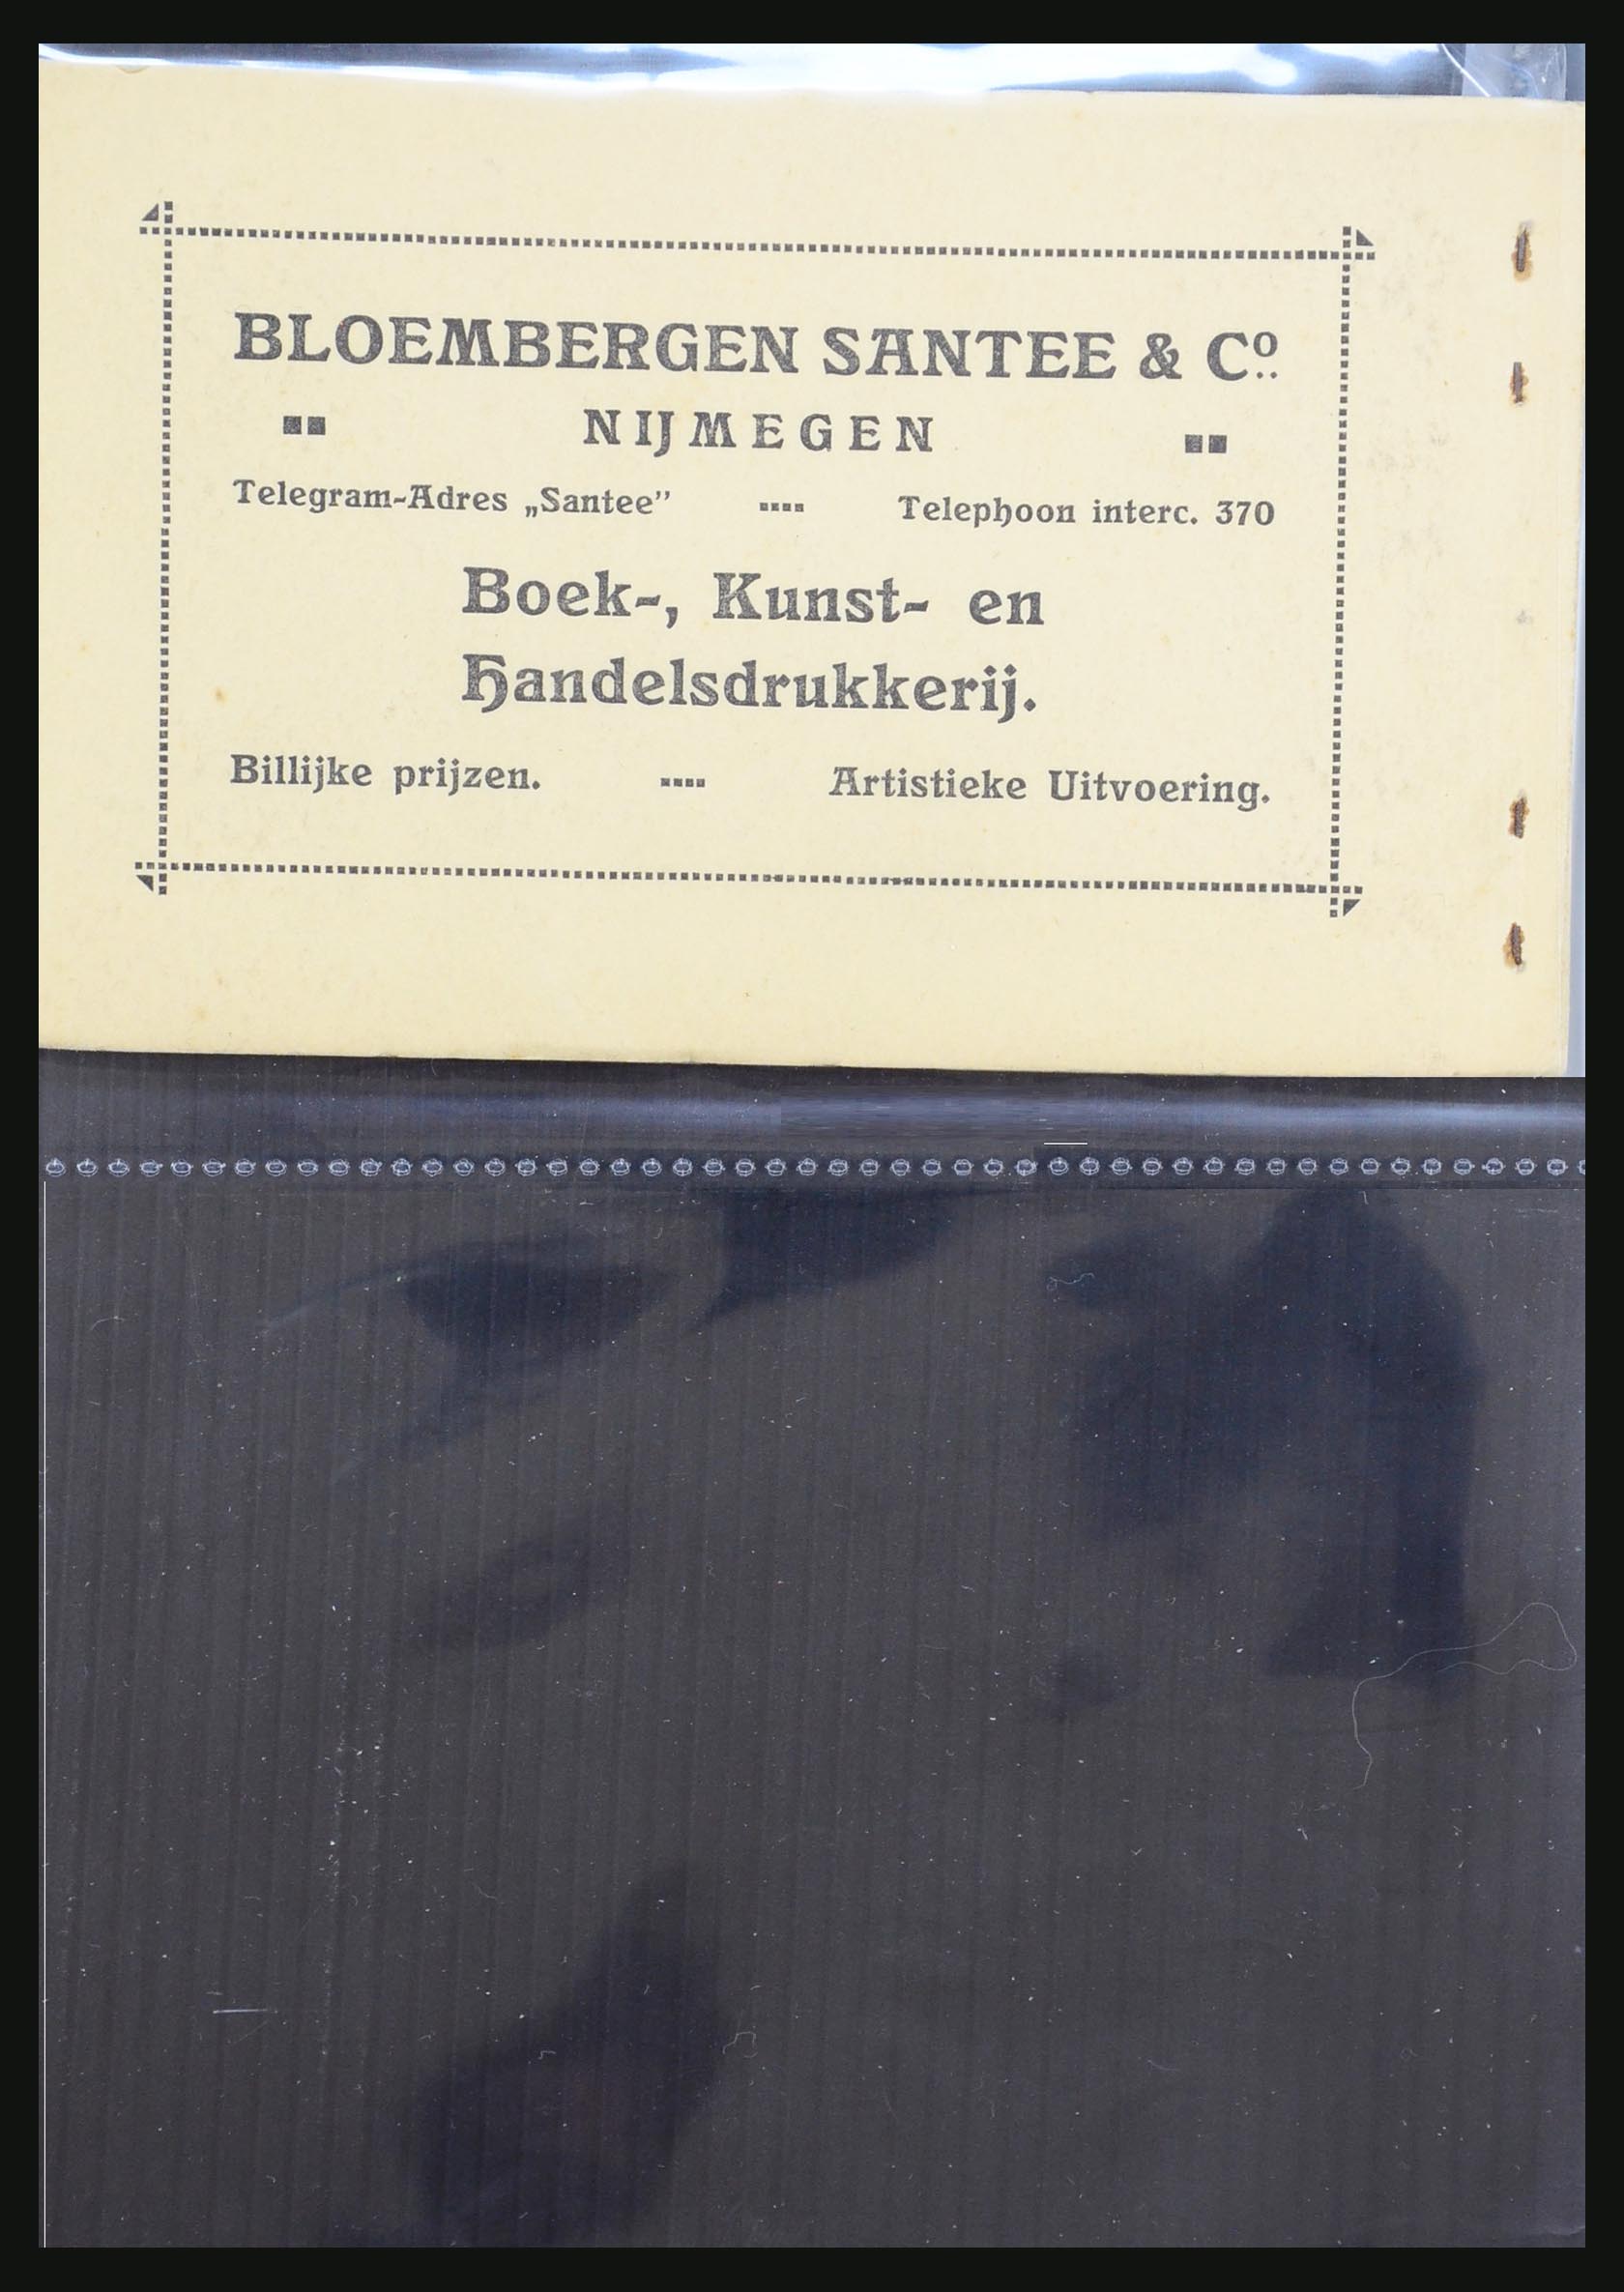 BLOEMBERGEN SANTEE & Cº.
NIJMEGEN
Telegram-Adres „Santee” Telephoon interc. 370
Boek-, Kunst- en
Handelsdrukkerij.
Billijke prijzen. Artistieke Uitvoering.